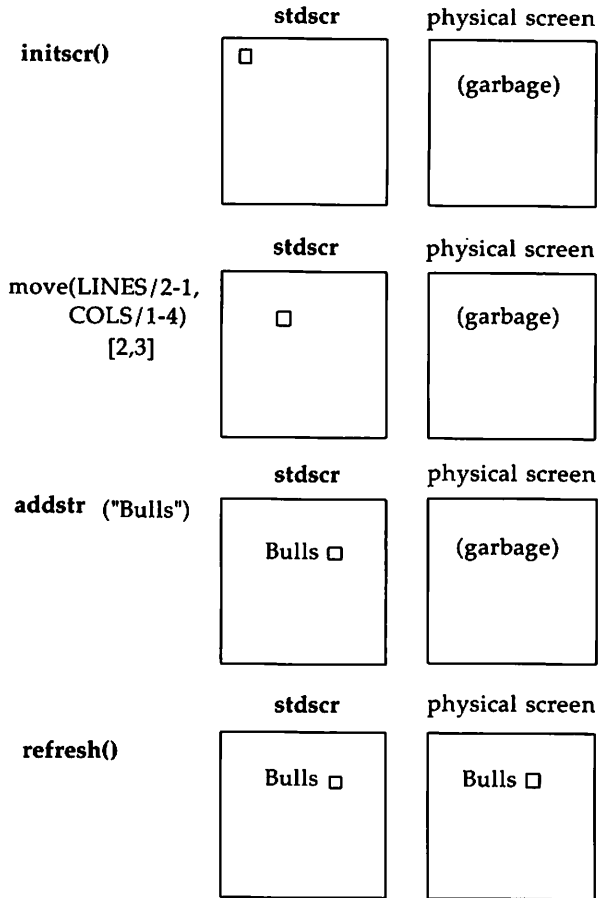 stdscr physical screen
initscr()
(garbage)
stdscr physical screen
move(LINES/2-1,
COLS/1-4)
[2,3]
(garbage)
stdscr physical screen
addstr ("Bulls")
Bulls
(garbage)
stdscr physical screen
refresh()
Bulls Bulls